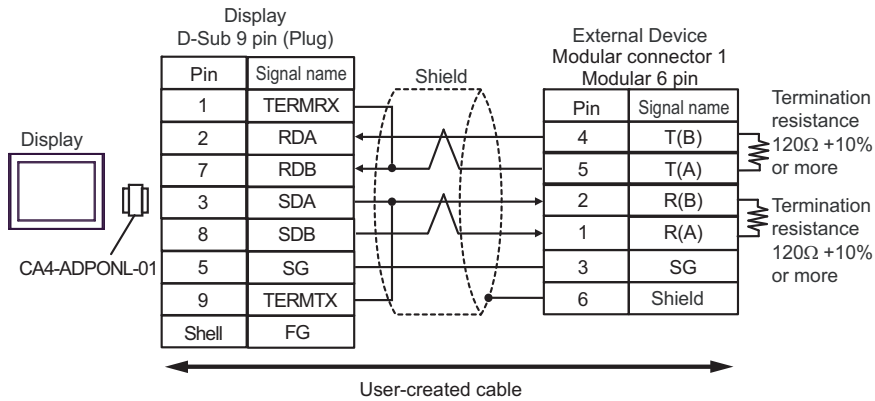 Display
D-Sub 9 pin (Plug)
Pin Signal name
1 TERMRX
2 RDA
7 RDB
3 SDA
8 SDB
5 SG
9 TERMTX
Shell FG
Shield
External Device
Modular connector 1
Modular 6 pin
Pin Signal name
4 T(B)
5 T(A)
2 R(B)
1 R(A)
3 SG
6 Shield
Termination
resistance
120Ω +10%
or more
Termination
resistance
120Ω +10%
or more
Display
CA4-ADPONL-01
User-created cable